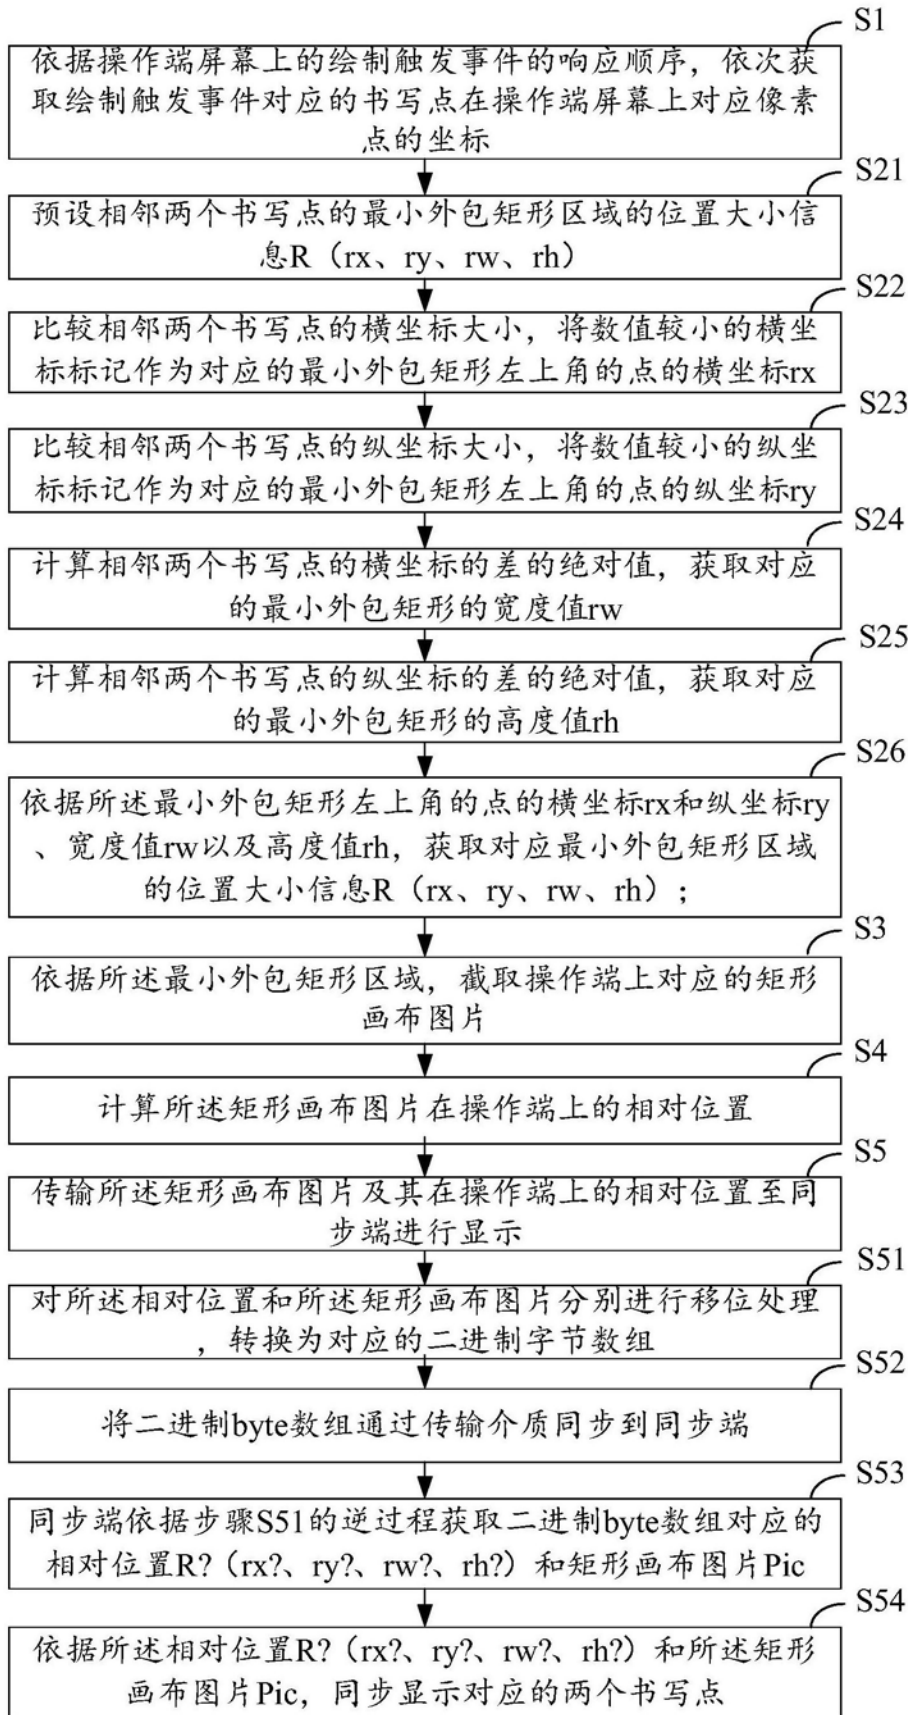 S1
依据操作端屏幕上的绘制触发事件的响应顺序，依次获
取绘制触发事件对应的书写点在操作端屏幕上对应像素
点的坐标
S21
预设相邻两个书写点的最小外包矩形区域的位置大小信
息R（rx、ry、rw、rh）
S22
比较相邻两个书写点的横坐标大小，将数值较小的横坐
标标记作为对应的最小外包矩形左上角的点的横坐标rx
S23
比较相邻两个书写点的纵坐标大小，将数值较小的纵坐
标标记作为对应的最小外包矩形左上角的点的纵坐标ry
S24
计算相邻两个书写点的横坐标的差的绝对值，获取对应
的最小外包矩形的宽度值rw
S25
计算相邻两个书写点的纵坐标的差的绝对值，获取对应
的最小外包矩形的高度值rh
S26
依据所述最小外包矩形左上角的点的横坐标rx和纵坐标ry
、宽度值rw以及高度值rh，获取对应最小外包矩形区域
的位置大小信息R（rx、ry、rw、rh）；
S3
依据所述最小外包矩形区域，截取操作端上对应的矩形
画布图片
S4
计算所述矩形画布图片在操作端上的相对位置
S5
传输所述矩形画布图片及其在操作端上的相对位置至同
步端进行显示
S51
对所述相对位置和所述矩形画布图片分别进行移位处理
，转换为对应的二进制字节数组
S52
将二进制byte数组通过传输介质同步到同步端
S53
同步端依据步骤S51的逆过程获取二进制byte数组对应的
相对位置R?（rx?、ry?、rw?、rh?）和矩形画布图片Pic
S54
依据所述相对位置R?（rx?、ry?、rw?、rh?）和所述矩形
画布图片Pic，同步显示对应的两个书写点